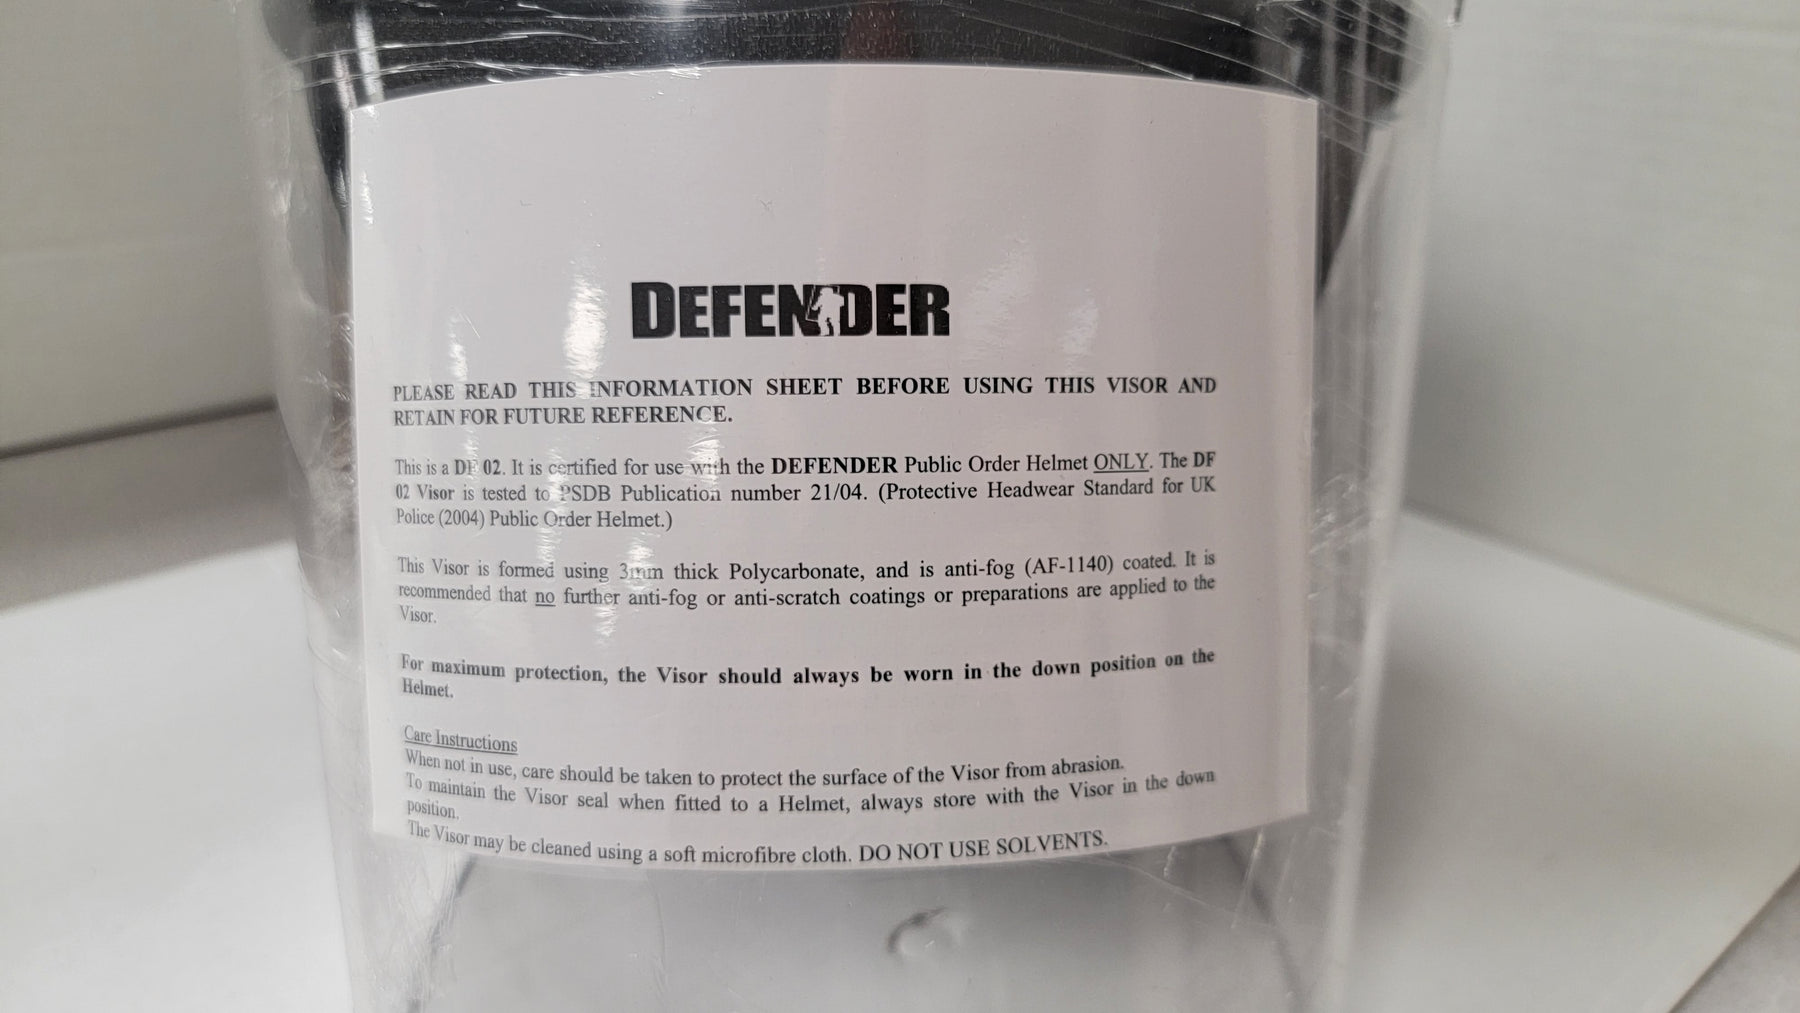 DEFENDER
PLEASE READ THIS INFORMATION SHEET BEFORE USING THIS VISOR AND
RETAIN FOR FUTURE REFERENCE.
This is a DF 02. It is certified for use with the DEFENDER Public Order Helmet ONLY. The DF
02 Visor is tested to PSDB Publication number 21/04. (Protective Headwear Standard for UK
Police (2004) Public Order Helmet.)
This Visor is formed using 3mm thick Polycarbonate, and is anti-fog (AF-1140) coated. It is
recommended that no further anti-fog or anti-scratch coatings or preparations are applied to the
Visor.
For maximum protection, the Visor should always be worn in the down position on the
Helmet.
Care Instructions
When not in use, care should be taken to protect the surface of the Visor from abrasion.
To maintain the Visor seal when fitted to a Helmet, always store with the Visor in the down
position.
The Visor may be cleaned using a soft microfibre cloth. DO NOT USE SOLVENTS.